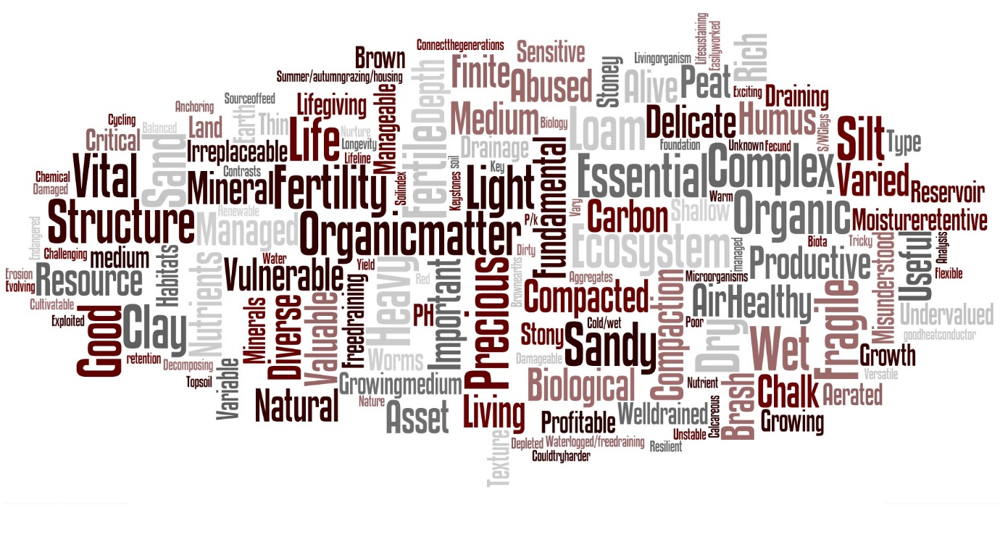 Lifesustaining
Easilyworked
Rich
Connectthegenerations
Sensitive
Brown
Finite
Livingorganism
Summer/autumngrazing/housing
Abused
Stoney
Alive
Peat
Exciting
Draining
Depth
Fertile
Manageable
Sourceoffeed
Lifegiving
Anchoring
Earth
Thin
Medium
Biology
Loam
Delicate
Humus
S/WGleys
Silt
Type
Cycling
Balanced
Land
Life
Nurture
Longevity
Lifeline
Critical
Sand
Irreplaceable
Drainage
Foundation
Unknown
Fecund
Complex
Essential
Vital
Contrasts
Key
soil
Keystones
Soilindex
Light
Fundamental
Mineral
Fertility
Chemical
Damaged
Varied
Reservoir
Warm
Organic
Moistureretentive
Structure
Renewable
Managed
Organicmatter
P/k
Vary
Carbon
Shallow
Ecosystem
Endangered
Challenging
medium
Habitats
Nutrients
Water
Vulnerable
Yield
Heavy
Dirty
managed
Biota
Tricky
Misunderstood
Useful
Analysis
Productive
Flexible
Erosion
Evolving
Resource
Red
Important
Precious
Brownearths
Aggregates
Microorganisms
Compacted
Compaction
Air
Healthy
Fragile
Cultivatable
Exploited
Good
Clay
Minerals
Diverse
Valuable
Freedraining
PH
Cold/wet
Poor
Undervalued
goodheatconductor
Stony
Sandy
Dry
Wet
Growth
retention
Decomposing
Worms
Damageable
Versatile
Topsoil
Variable
Growingmedium
Biological
Nutrient
Brash
Chalk
Aerated
Natural
Nature
Asset
Living
Profitable
Welldrained
Calcareous
Growing
Texture
Depleted
Waterlogged/freedraining
Unstable
Resilient
Couldtryharder